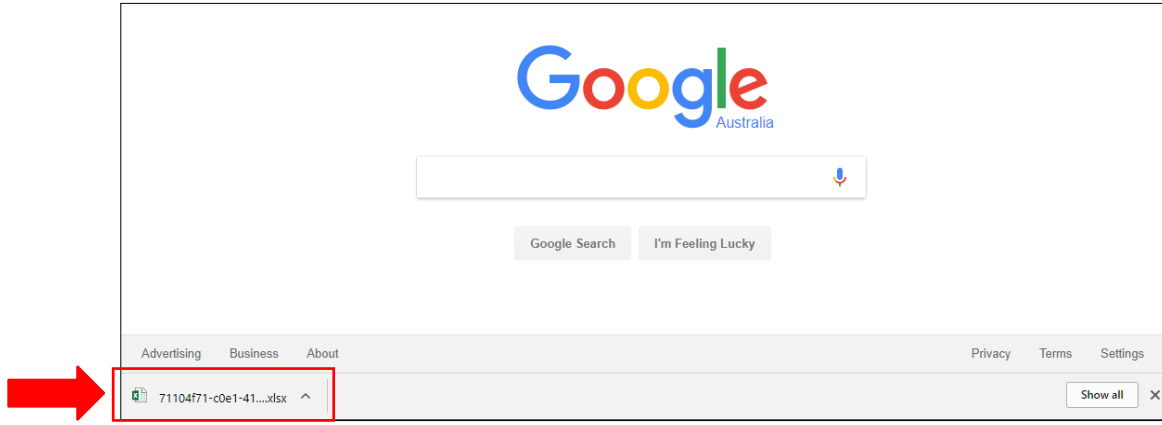 Google
Australia
Google Search I'm Feeling Lucky
Advertising Business About Privacy Terms Settings
71104f71-c0e1-41....xlsx Show all